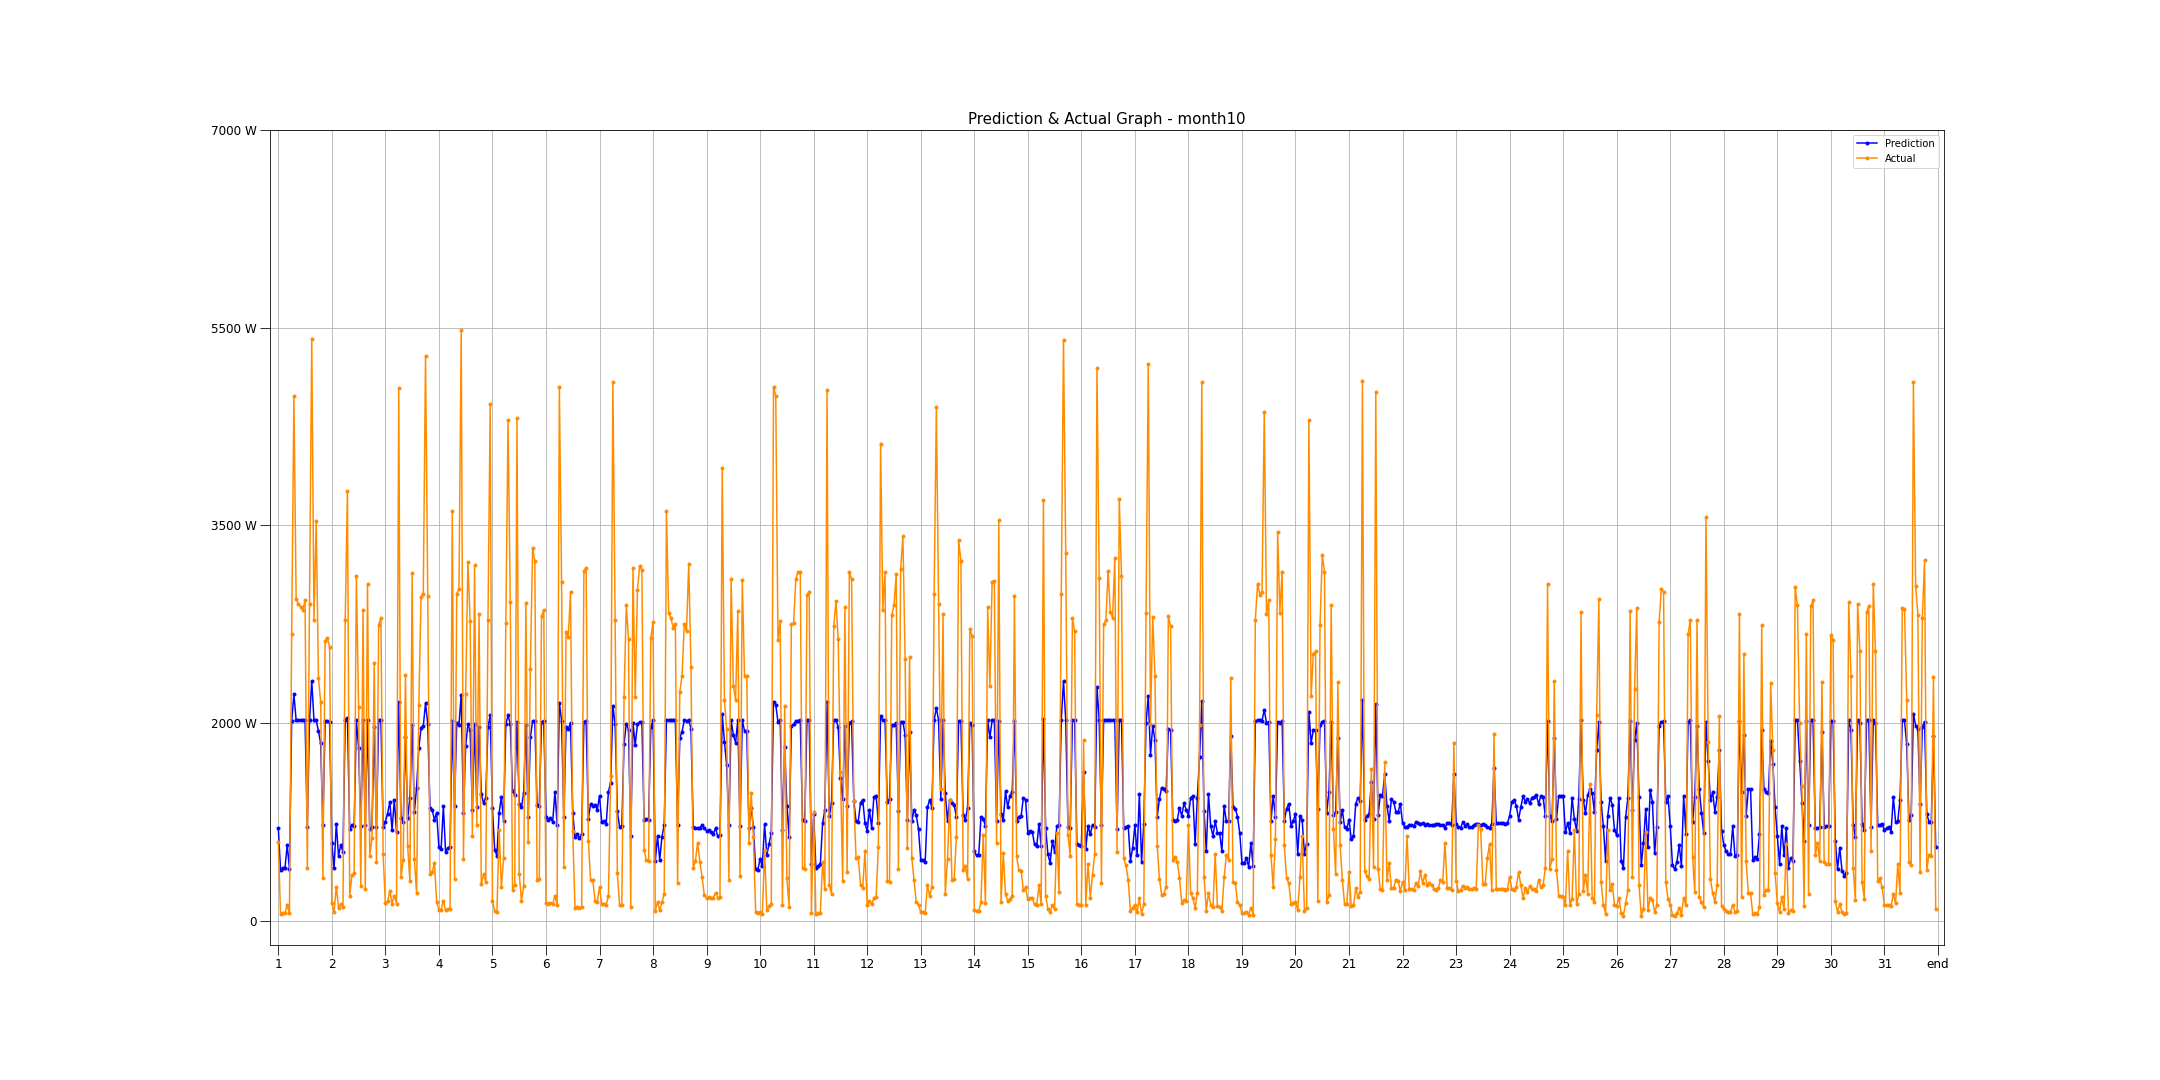 Prediction & Actual Graph - month10
7000 W
Prediction
Actual
5500 W
3500 W
2000 W
0
1 2 3 4 5 6 7 8 9 10 11 12 13 14 15 16 17 18 19 20 21 22 23 24 25 26 27 28 29 30 31 end